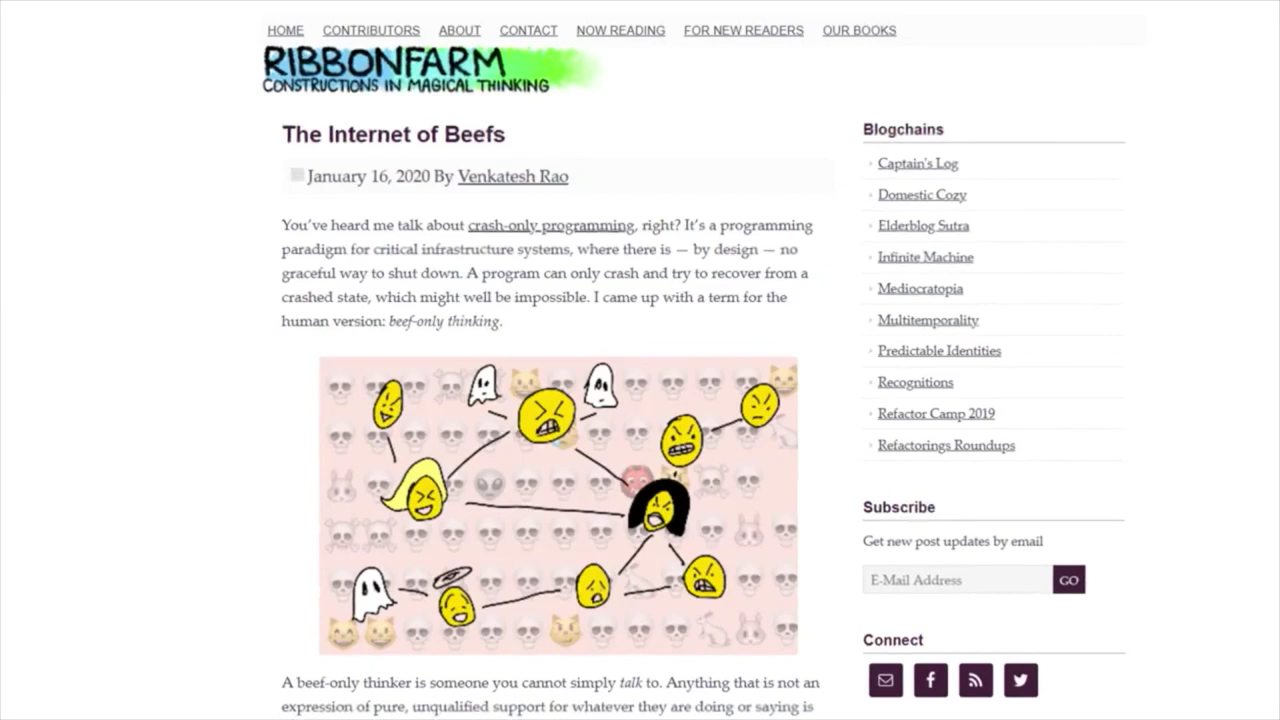 HOME CONTRIBUTORS ABOUT CONTACT NOW READING FOR NEW READERS OUR BOOKS
RIBBONFARM
CONSTRUCTIONS IN MAGICAL THINKING
The Internet of Beefs
January 16, 2020 By Venkatesh Rao
You've heard me talk about crash-only programming, right? It's a programming
paradigm for critical infrastructure systems, where there is — by design — no
graceful way to shut down. A program can only crash and try to recover from a
crashed state, which might well be impossible. I came up with a term for the
human version: beef-only thinking.
A beef-only thinker is someone you cannot simply talk to. Anything that is not an
expression of pure, unqualified support for whatever they are doing or saying is
Blogchains
Captain's Log
Domestic Cozy
Elderblog Sutra
Infinite Machine
Mediocratopia
Multitemporality
Predictable Identities
Recognitions
Refactor Camp 2019
Refactorings Roundups
Subscribe
Get new post updates by email
E-Mail Address GO
Connect